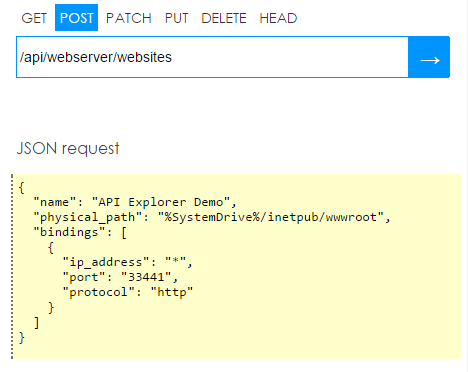 GET POST PATCH PUT DELETE HEAD
/api/webserver/websites →
JSON request
{
  "name": "API Explorer Demo",
  "physical_path": "%SystemDrive%/inetpub/wwwroot",
  "bindings": [
    {
      "ip_address": "*",
      "port": "33441",
      "protocol": "http"
    }
  ]
}